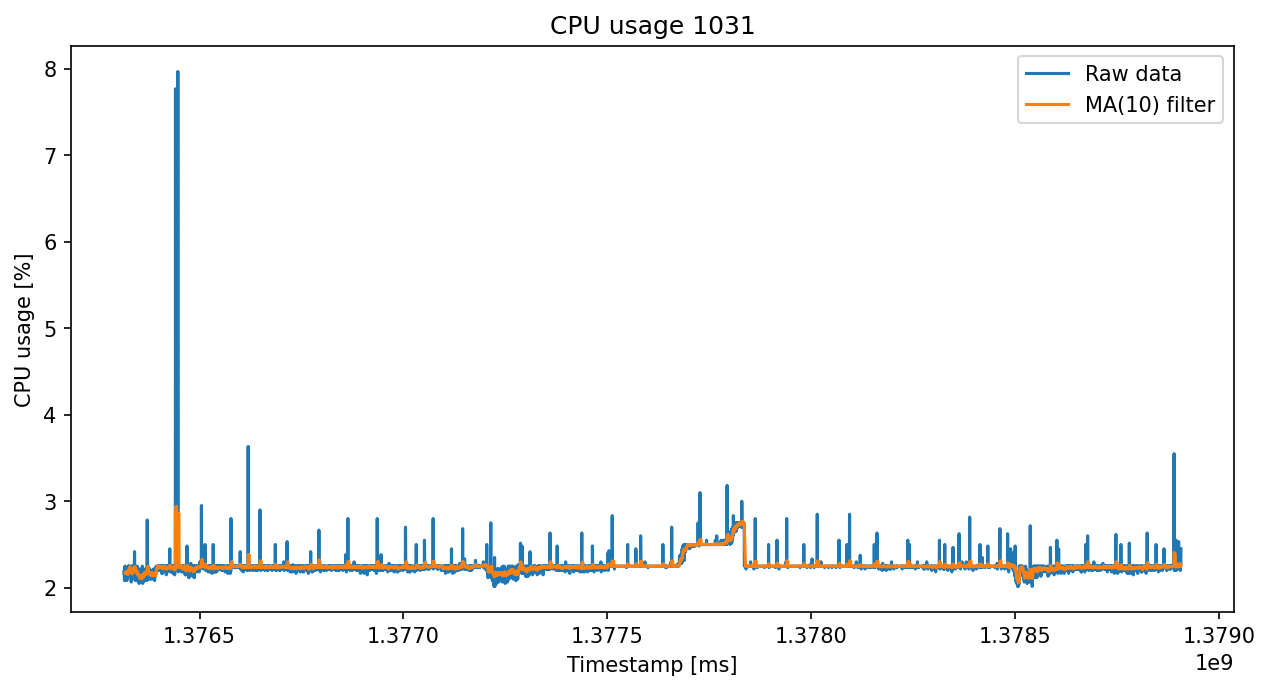 CPU usage 1031
Raw data
MA(10) filter
CPU usage [%]
8
7
6
5
4
3
2
1.3765 1.3770 1.3775 1.3780 1.3785 1.3790
1e9
Timestamp [ms]